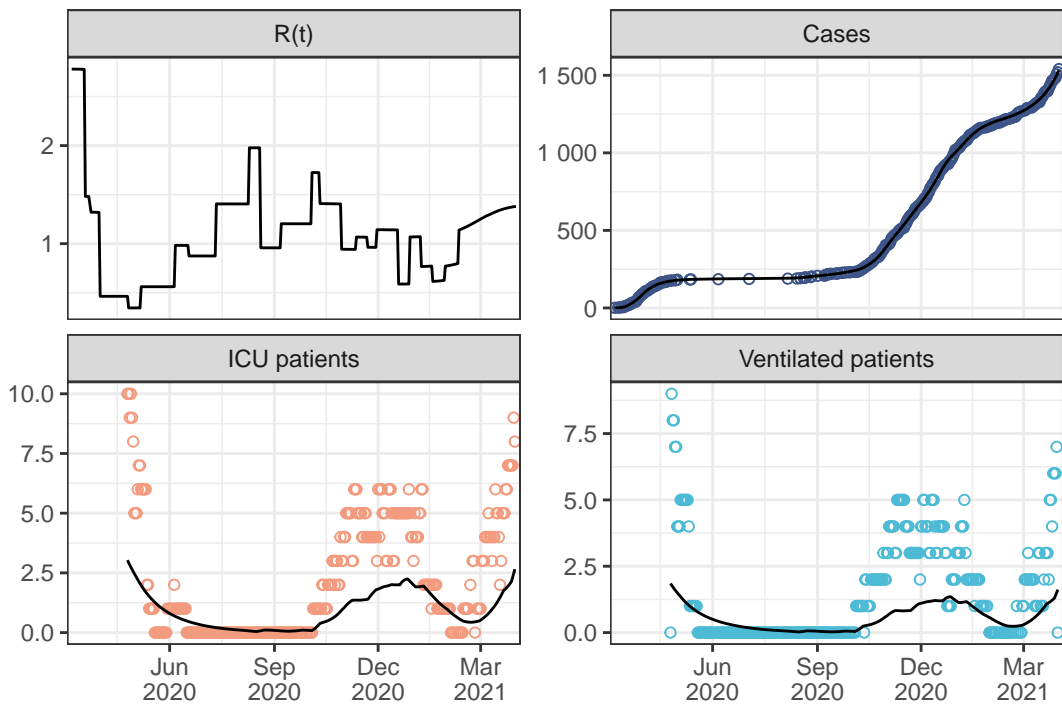 R(t)
Cases
2
1
1 500
1 000
500
0
ICU patients
Ventilated patients
10.0
7.5
5.0
2.5
0.0
7.5
5.0
2.5
0.0
Jun Sep Dec Mar
2020 2020 2020 2021
Jun Sep Dec Mar
2020 2020 2020 2021